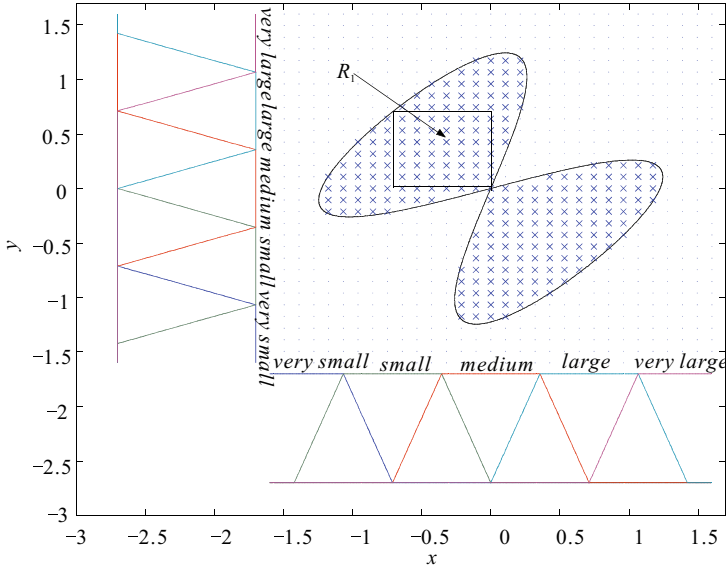 1.5
1
0.5
0
−0.5
−1
−1.5
−2
−2.5
−3
y
very large large medium small very small
R1
very small small medium large very large
−3 −2.5 −2 −1.5 −1 −0.5 0 0.5 1 1.5
x